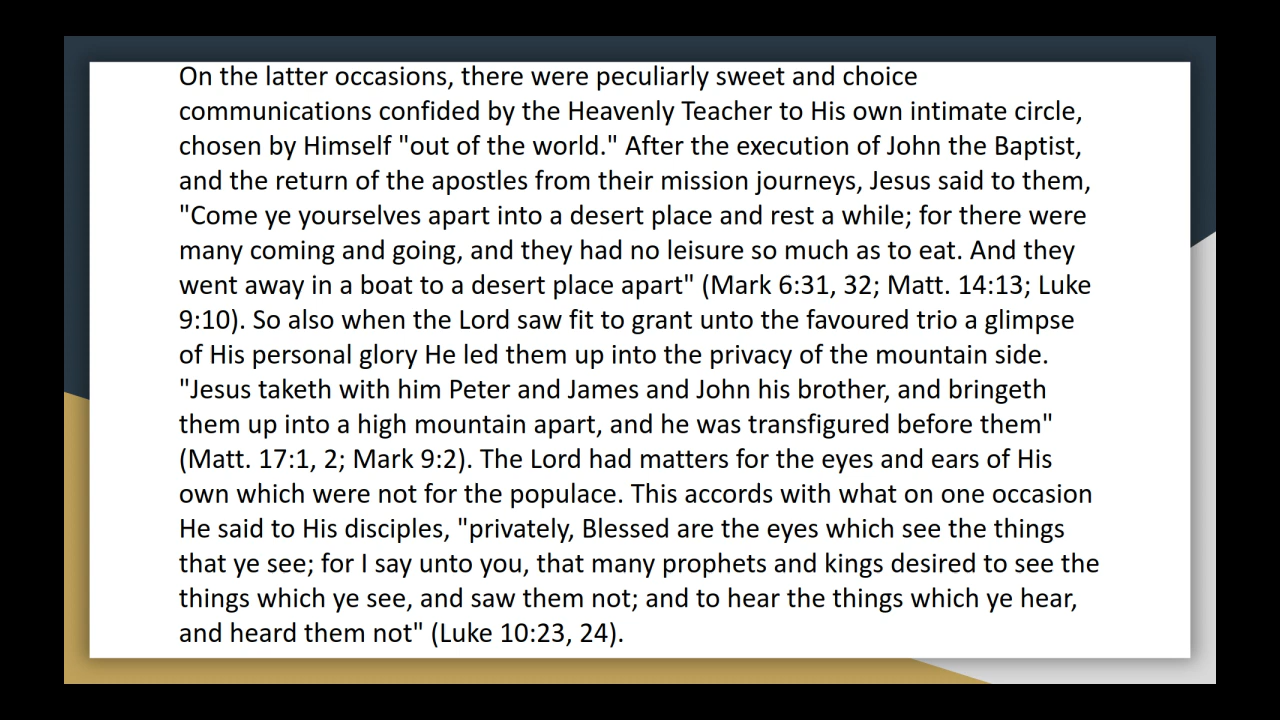 On the latter occasions, there were peculiarly sweet and choice
communications confided by the Heavenly Teacher to His own intimate circle,
chosen by Himself "out of the world." After the execution of John the Baptist,
and the return of the apostles from their mission journeys, Jesus said to them,
"Come ye yourselves apart into a desert place and rest a while; for there were
many coming and going, and they had no leisure so much as to eat. And they
went away in a boat to a desert place apart" (Mark 6:31, 32; Matt. 14:13; Luke
9:10). So also when the Lord saw fit to grant unto the favoured trio a glimpse
of His personal glory He led them up into the privacy of the mountain side.
"Jesus taketh with him Peter and James and John his brother, and bringeth
them up into a high mountain apart, and he was transfigured before them"
(Matt. 17:1, 2; Mark 9:2). The Lord had matters for the eyes and ears of His
own which were not for the populace. This accords with what on one occasion
He said to His disciples, "privately, Blessed are the eyes which see the things
that ye see; for I say unto you, that many prophets and kings desired to see the
things which ye see, and saw them not; and to hear the things which ye hear,
and heard them not" (Luke 10:23, 24).